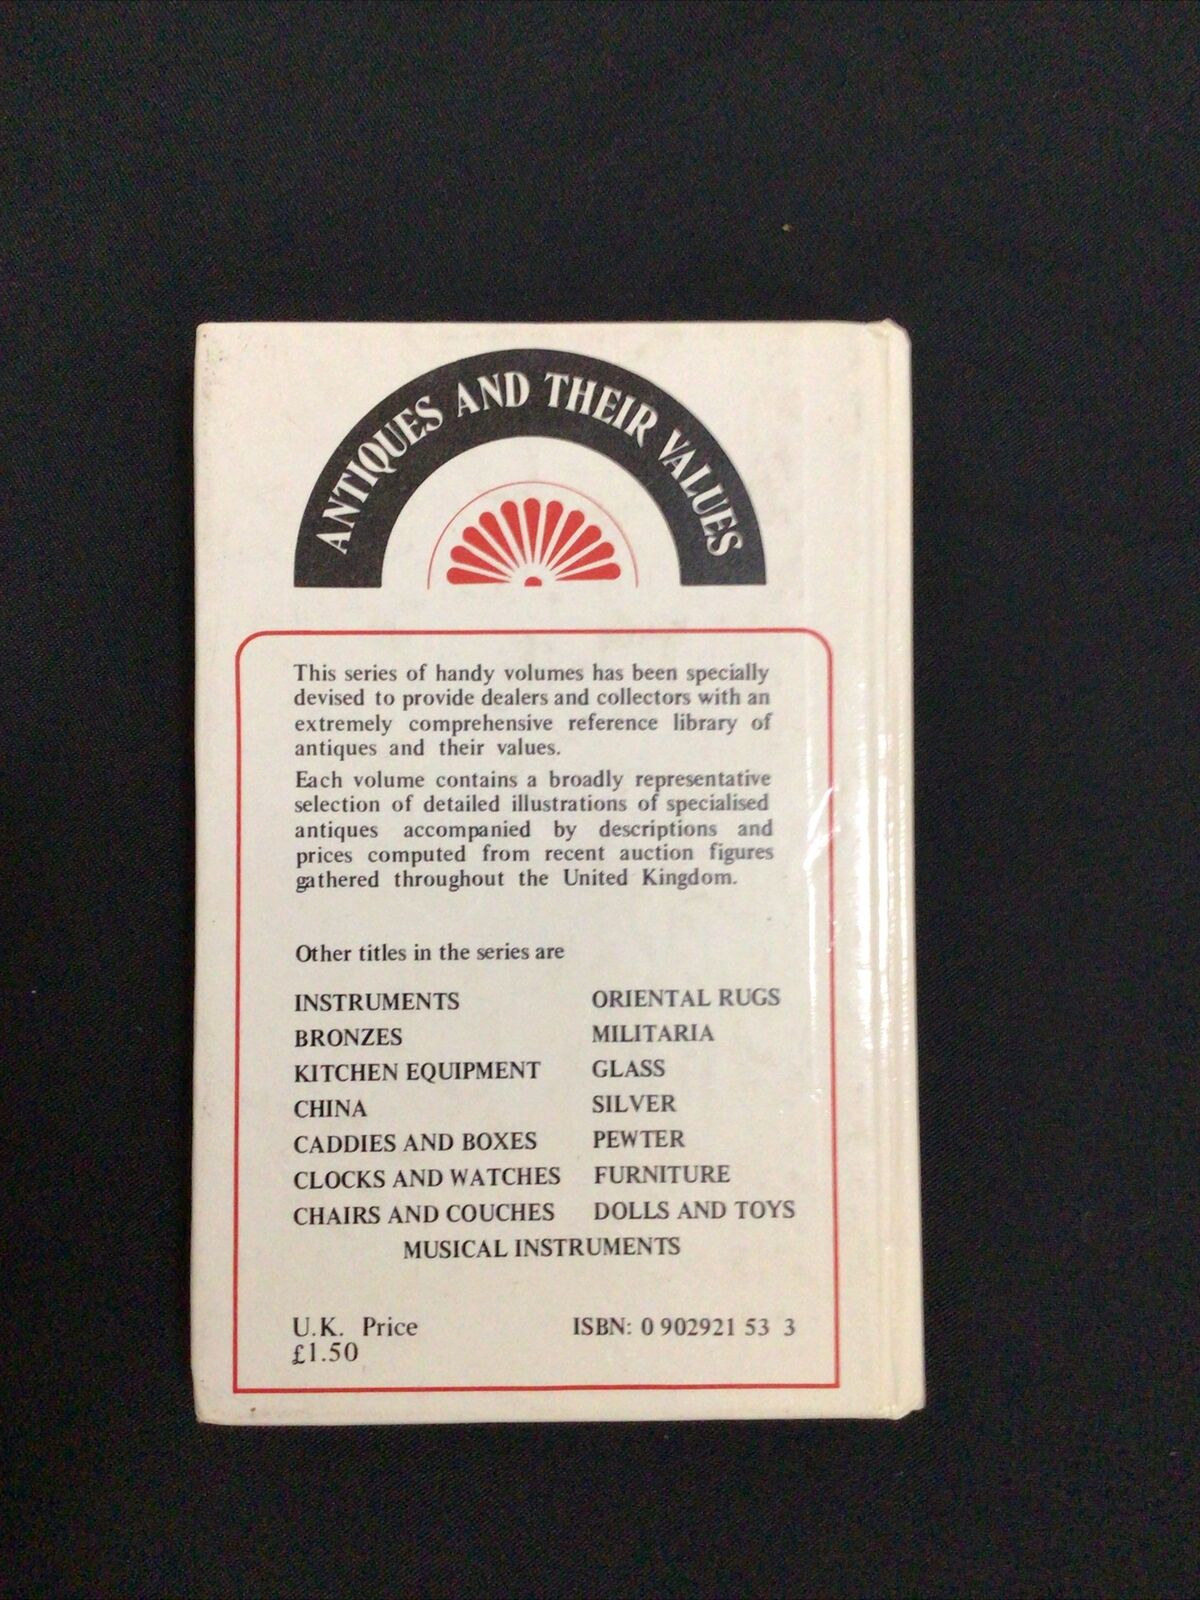 ANTIQUES AND THEIR VALUES
This series of handy volumes has been specially
devised to provide dealers and collectors with an
extremely comprehensive reference library of
antiques and their values.
Each volume contains a broadly representative
selection of detailed illustrations of specialised
antiques accompanied by descriptions and
prices computed from recent auction figures
gathered throughout the United Kingdom.
Other titles in the series are
INSTRUMENTS
BRONZES
KITCHEN EQUIPMENT
CHINA
CADDIES AND BOXES
CLOCKS AND WATCHES
CHAIRS AND COUCHES
ORIENTAL RUGS
MILITARIA
GLASS
SILVER
PEWTER
FURNITURE
DOLLS AND TOYS
MUSICAL INSTRUMENTS
U.K. Price
£1.50
ISBN: 0 902921 53 3